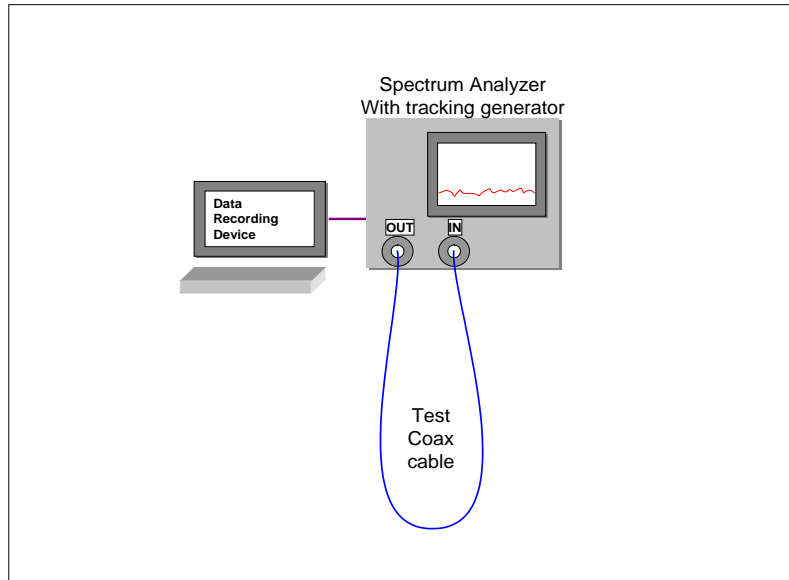 Spectrum Analyzer
With tracking generator
Data
Recording
Device
OUT
IN
Test
Coax
cable